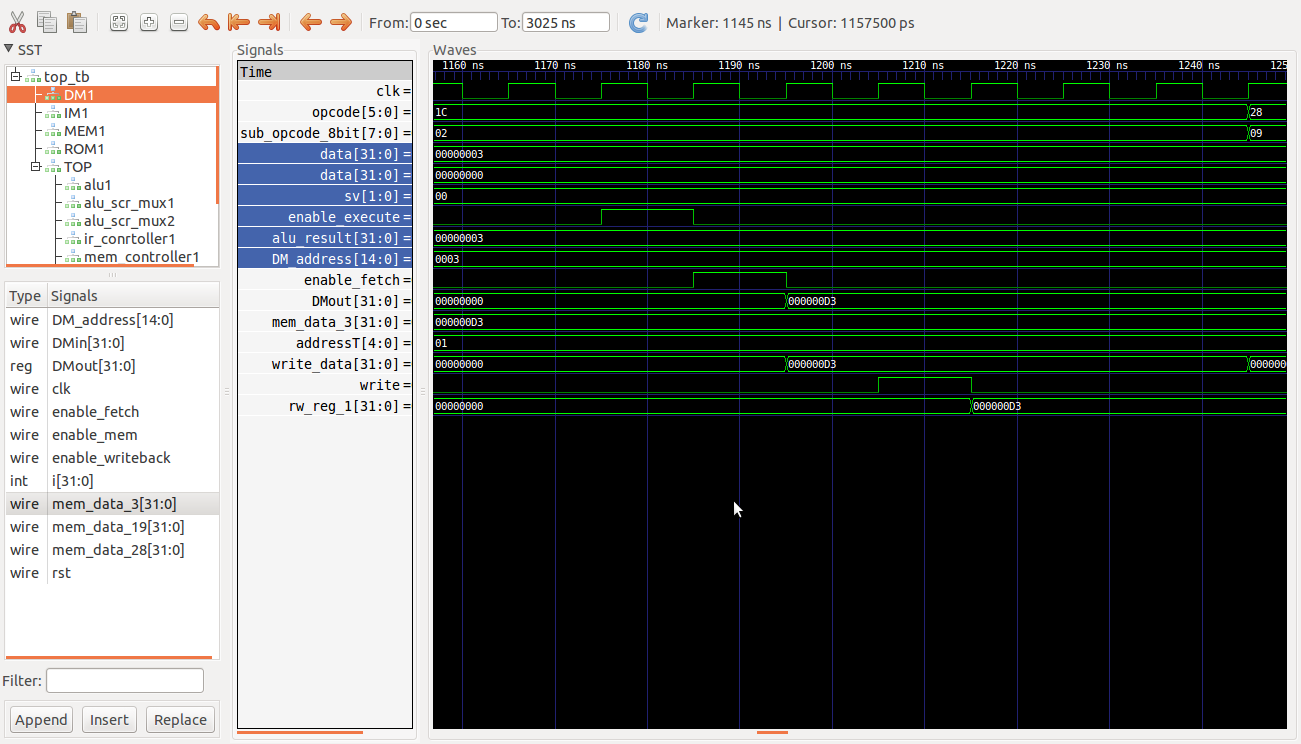 From: 0 sec To: 3025 ns Marker: 1145 ns | Cursor: 1157500 ps
SST
top_tb
DM1
IM1
MEM1
ROM1
TOP
alu1
alu_scr_mux1
alu_scr_mux2
ir_conrtoller1
mem_controller1
Type Signals
wire DM_address[14:0]
wire DMin[31:0]
reg DMout[31:0]
wire clk
wire enable_fetch
wire enable_mem
wire enable_writeback
int i[31:0]
wire mem_data_3[31:0]
wire mem_data_19[31:0]
wire mem_data_28[31:0]
wire rst
Filter:
Append Insert Replace
Signals
Time
clk =
opcode[5:0] =
sub_opcode_8bit[7:0] =
data[31:0] =
data[31:0] =
sv[1:0] =
enable_execute =
alu_result[31:0] =
DM_address[14:0] =
enable_fetch =
DMout[31:0] =
mem_data_3[31:0] =
addressT[4:0] =
write_data[31:0] =
write =
rw_reg_1[31:0] =
Waves
1160 ns 1170 ns 1180 ns 1190 ns 1200 ns 1210 ns 1220 ns 1230 ns 1240 ns 125
1C 28
02 09
00000003
00000000
00
00000003
0003
00000000 000000D3
000000D3
01
00000000 000000D3 000000
00000000 000000D3